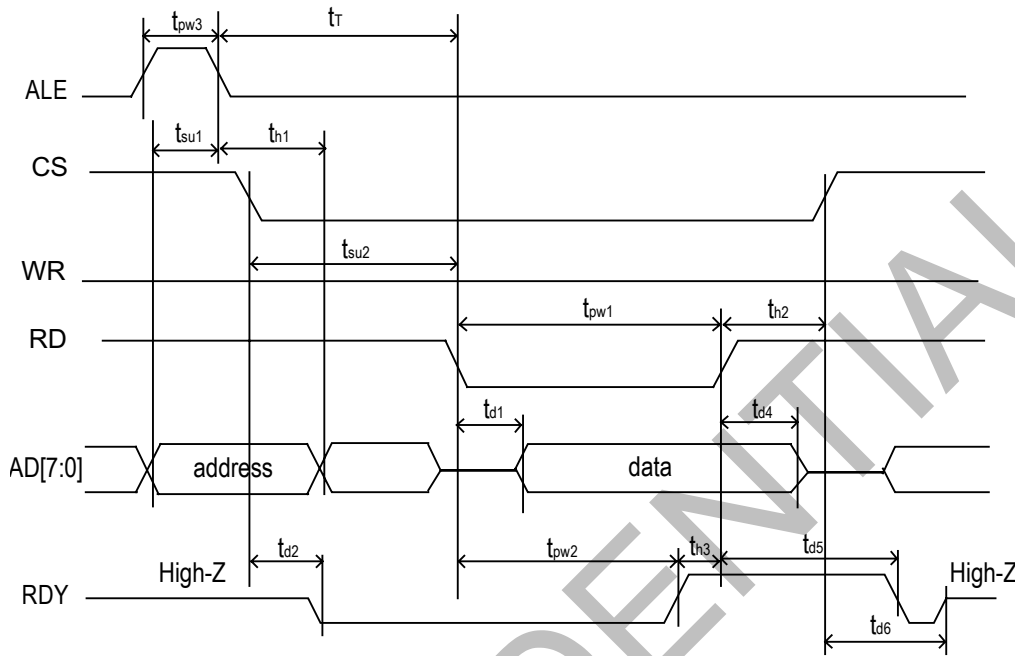 tpw3 tT
ALE
tsu1 th1
CS
tsu2
WR
tpw1 th2
RD
td1 td4
AD[7:0] address data
td2 tpw2 th3 td5
High-Z High-Z
RDY
td6
DENTIAL